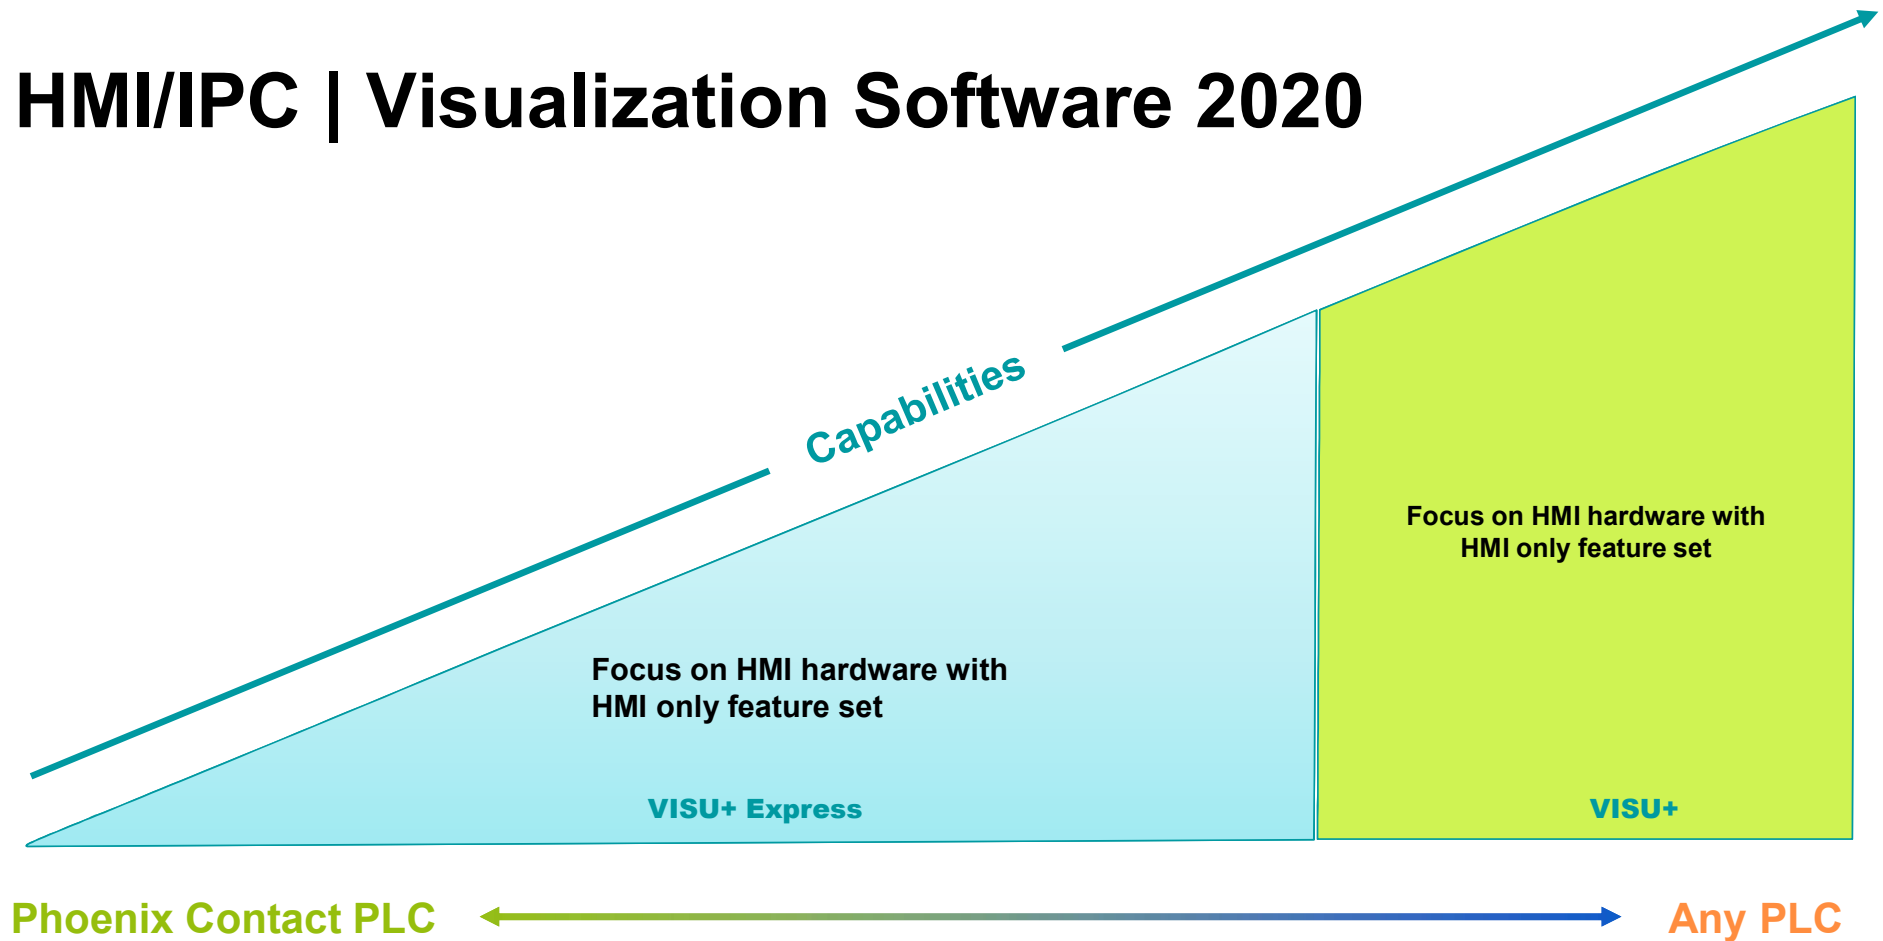 HMI/IPC | Visualization Software 2020
Capabilities
Focus on HMI hardware with
HMI only feature set
Focus on HMI hardware with
HMI only feature set
VISU+ Express
VISU+
Phoenix Contact PLC
Any PLC